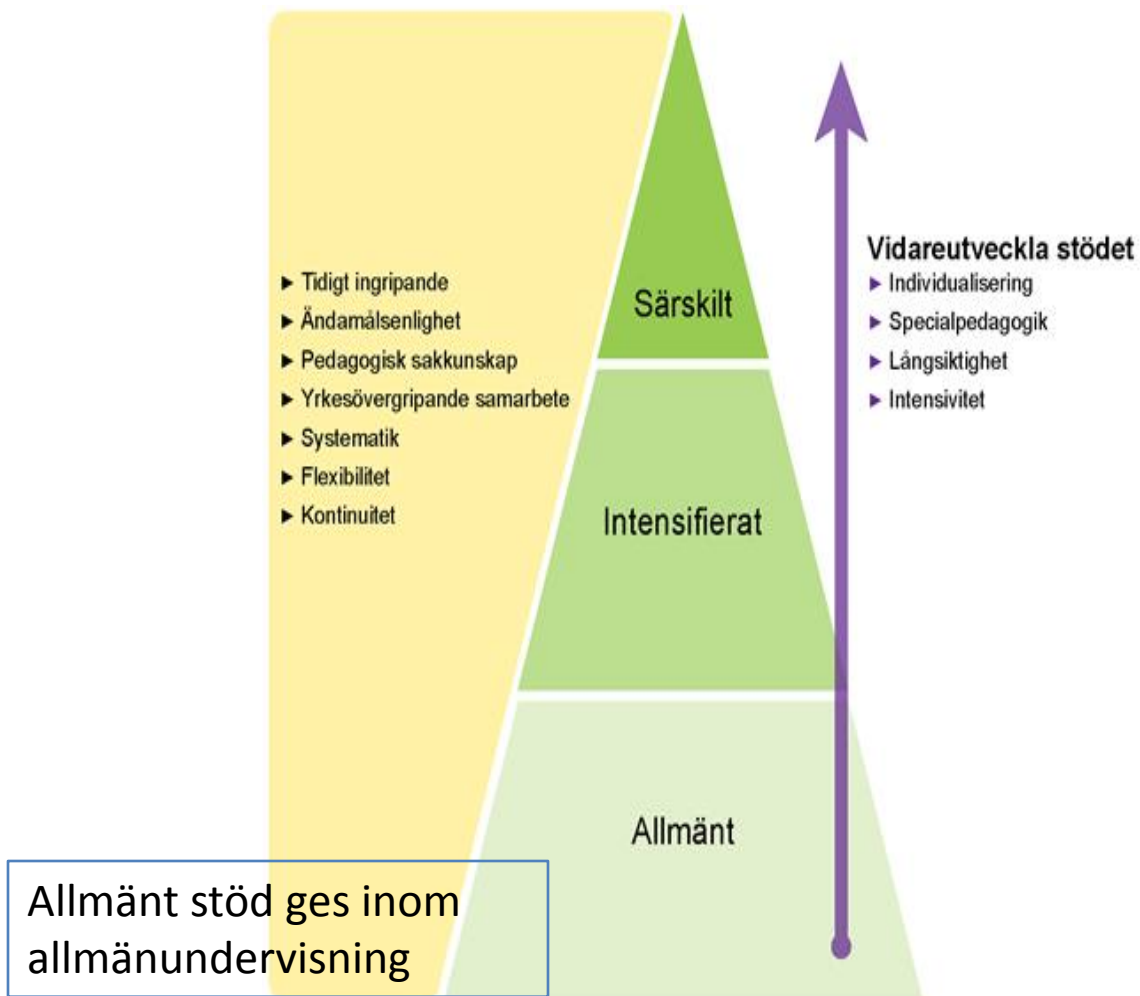 ▶ Tidigt ingripande
▶ Ändamålsenlighet
▶ Pedagogisk sakkunskap
▶ Yrkesövergripande samarbete
▶ Systematik
▶ Flexibilitet
▶ Kontinuitet
Särskilt
Intensifierat
Allmänt
Vidareutveckla stödet
▶ Individualisering
▶ Specialpedagogik
▶ Långsiktighet
▶ Intensivitet
Allmänt stöd ges inom
allmänundervisning